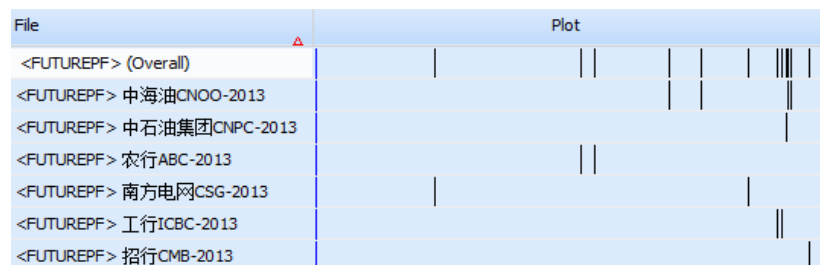 File Plot
<FUTUREPF> (Overall)
<FUTUREPF> 中海油CNOO-2013
<FUTUREPF> 中石油集团CNPC-2013
<FUTUREPF> 农行ABC-2013
<FUTUREPF> 南方电网CSG-2013
<FUTUREPF> 工行ICBC-2013
<FUTUREPF> 招行CMB-2013